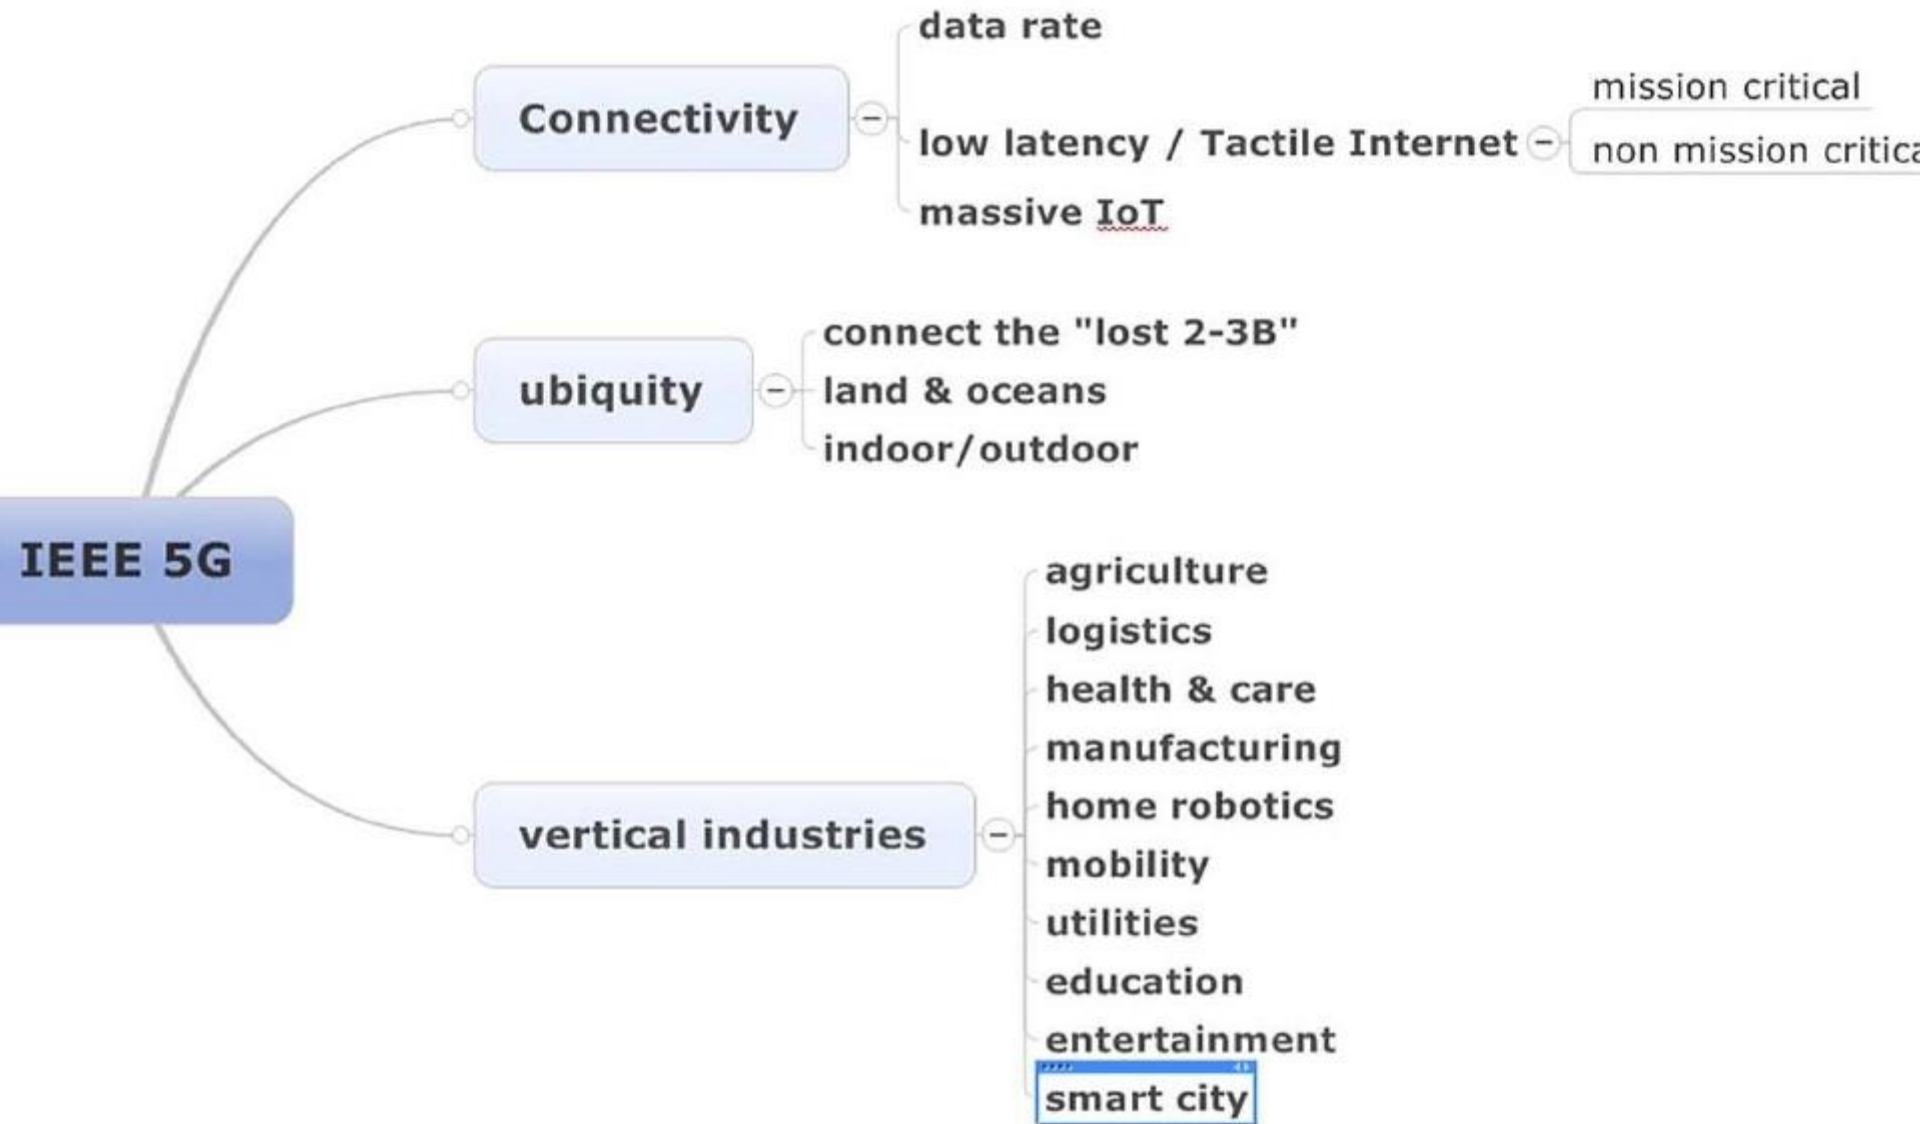 data rate
Connectivity
mission critical
low latency / Tactile Internet
non mission
massive IoT
connect the "lost 2-3B"
ubiquity
land & oceans
indoor/outdoor
IEEE 5G
agriculture
logistics
health & care
manufacturing
home robotics
vertical industries
mobility
utilities
education
entertainment
smart city